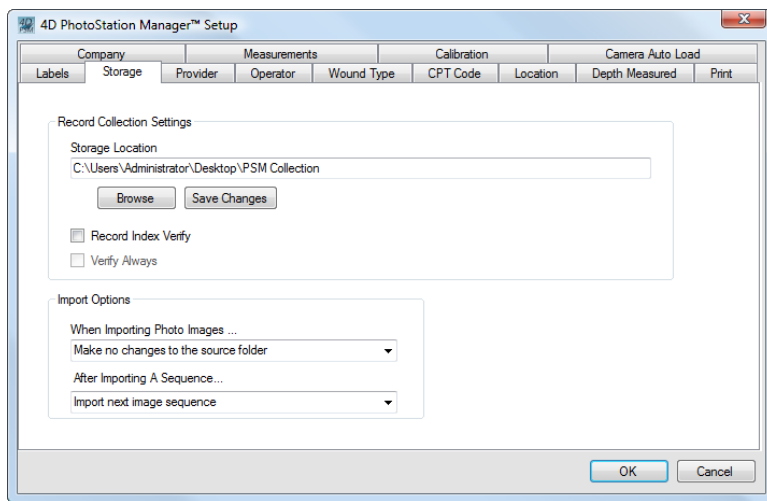 4D PhotoStation Manager™ Setup
Company Measurements Calibration Camera Auto Load
Labels Storage Provider Operator Wound Type CPT Code Location Depth Measured Print
Record Collection Settings
Storage Location
C:\Users\Administrator\Desktop\PSM Collection
Browse Save Changes
Record Index Verify
Verify Always
Import Options
When Importing Photo Images ...
Make no changes to the source folder
After Importing A Sequence...
Import next image sequence
OK Cancel